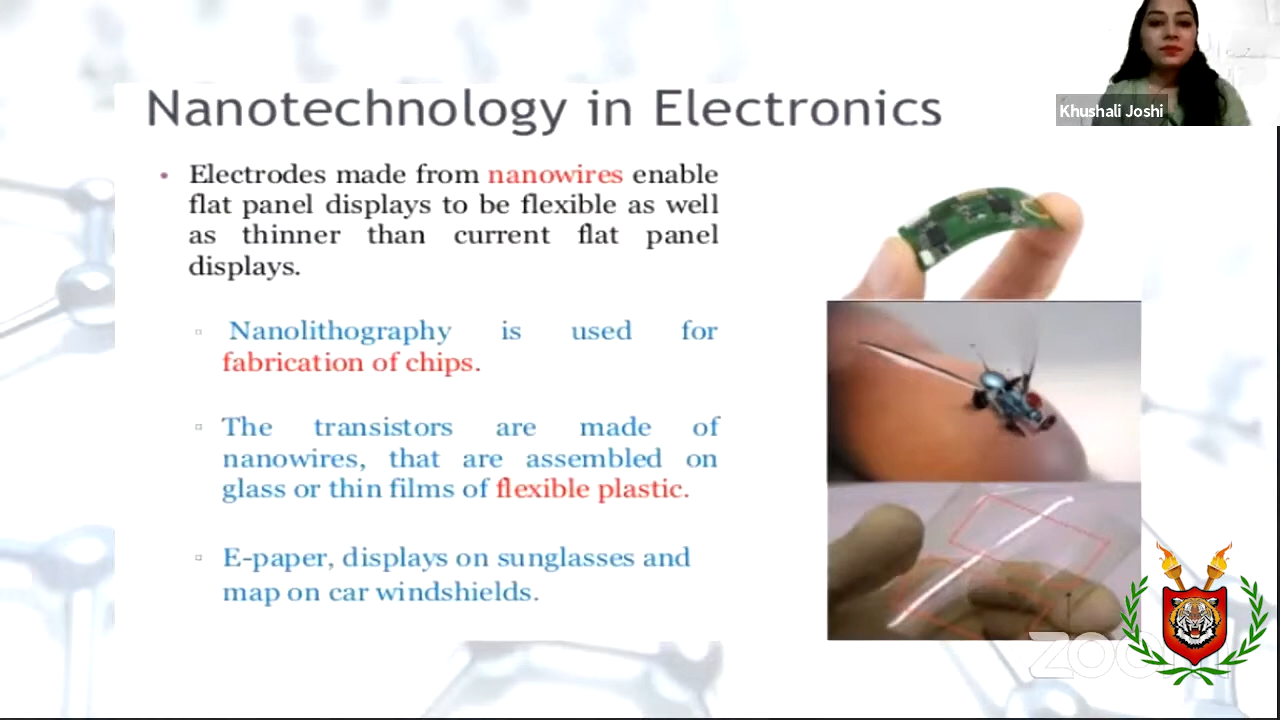 Khushali Joshi
Nanotechnology in Electronics
• Electrodes made from nanowires enable
flat panel displays to be flexible as well
as thinner than current flat panel
displays.
▫ Nanolithography is used for
fabrication of chips.
▫ The transistors are made of
nanowires, that are assembled on
glass or thin films of flexible plastic.
▫ E-paper, displays on sunglasses and
map on car windshields.
zoom